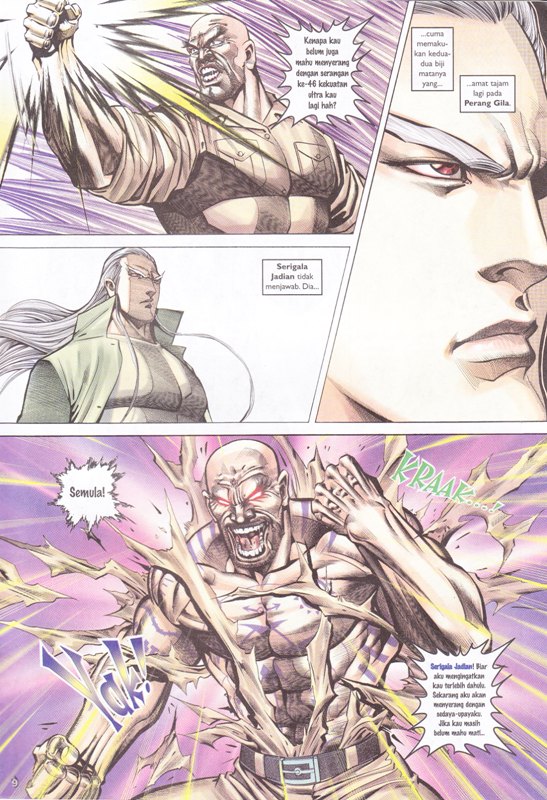 Kenapa kau
belum juga
mahu menyerang
dengan serangan
ke-46 kekuatan
ultra kau
lagi hah?
Serigala
Jadian tidak
menjawab. Dia...
...cuma
memaku-
kan kedua-
dua biji
matanya
yang...
...amat tajam
lagi pada
Perang Gila.
Semula!
KRAAK....!
Yak!
Serigala Jadian! Biar
aku mengingatkan
kau terlebih dahulu.
Sekarang aku akan
menyerang dengan
sedaya-upayaku.
Jika kau masih
belum mahu mati...
9